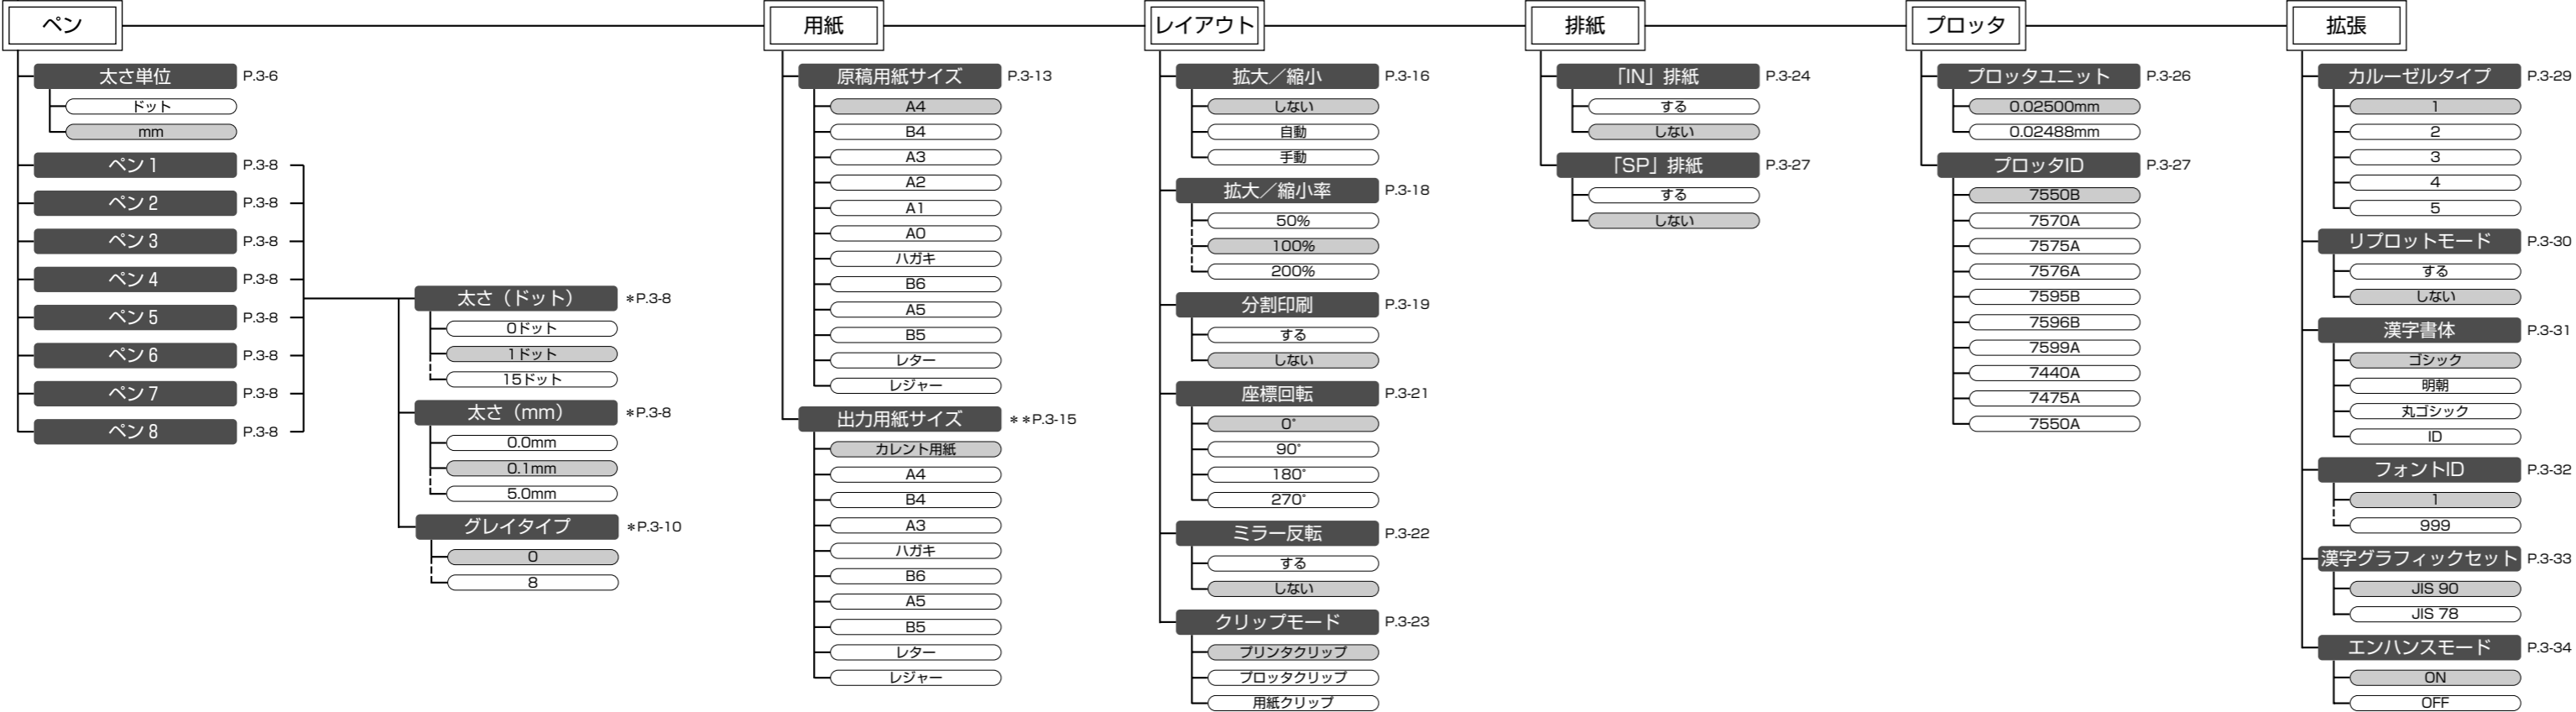 ペン
太さ単位 P.3-6
ドット
mm
ペン 1 P.3-8
ペン 2 P.3-8
ペン 3 P.3-8
ペン 4 P.3-8
ペン 5 P.3-8
ペン 6 P.3-8
ペン 7 P.3-8
ペン 8 P.3-8
太さ（ドット） *P.3-8
0ドット
1ドット
15ドット
太さ（mm） *P.3-8
0.0mm
0.1mm
5.0mm
グレイタイプ *P.3-10
0
8
用紙
原稿用紙サイズ P.3-13
A4
B4
A3
A2
A1
A0
ハガキ
B6
A5
B5
レター
レジャー
出力用紙サイズ **P.3-15
カレント用紙
A4
B4
A3
ハガキ
B6
A5
B5
レター
レジャー
レイアウト
拡大／縮小 P.3-16
しない
自動
手動
拡大／縮小率 P.3-18
50%
100%
200%
分割印刷 P.3-19
する
しない
座標回転 P.3-21
0°
90°
180°
270°
ミラー反転 P.3-22
する
しない
クリップモード P.3-23
プリンタクリップ
プロッタクリップ
用紙クリップ
排紙
「IN」排紙 P.3-24
する
しない
「SP」排紙 P.3-27
する
しない
プロッタ
プロッタユニット P.3-26
0.02500mm
0.02488mm
プロッタID P.3-27
7550B
7570A
7575A
7576A
7595B
7596B
7599A
7440A
7475A
7550A
拡張
カルーゼルタイプ P.3-29
1
2
3
4
5
リプロットモード P.3-30
する
しない
漢字書体 P.3-31
ゴシック
明朝
丸ゴシック
ID
フォントID P.3-32
1
999
漢字グラフィックセット P.3-33
JIS 90
JIS 78
エンハンスモード P.3-34
ON
OFF